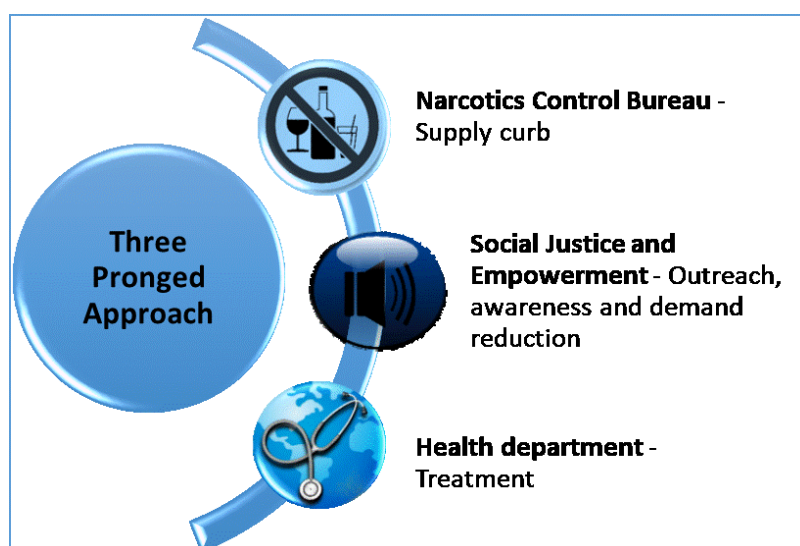 Three
Pronged
Approach
Narcotics Control Bureau -
Supply curb
Social Justice and
Empowerment - Outreach,
awareness and demand
reduction
Health department -
Treatment